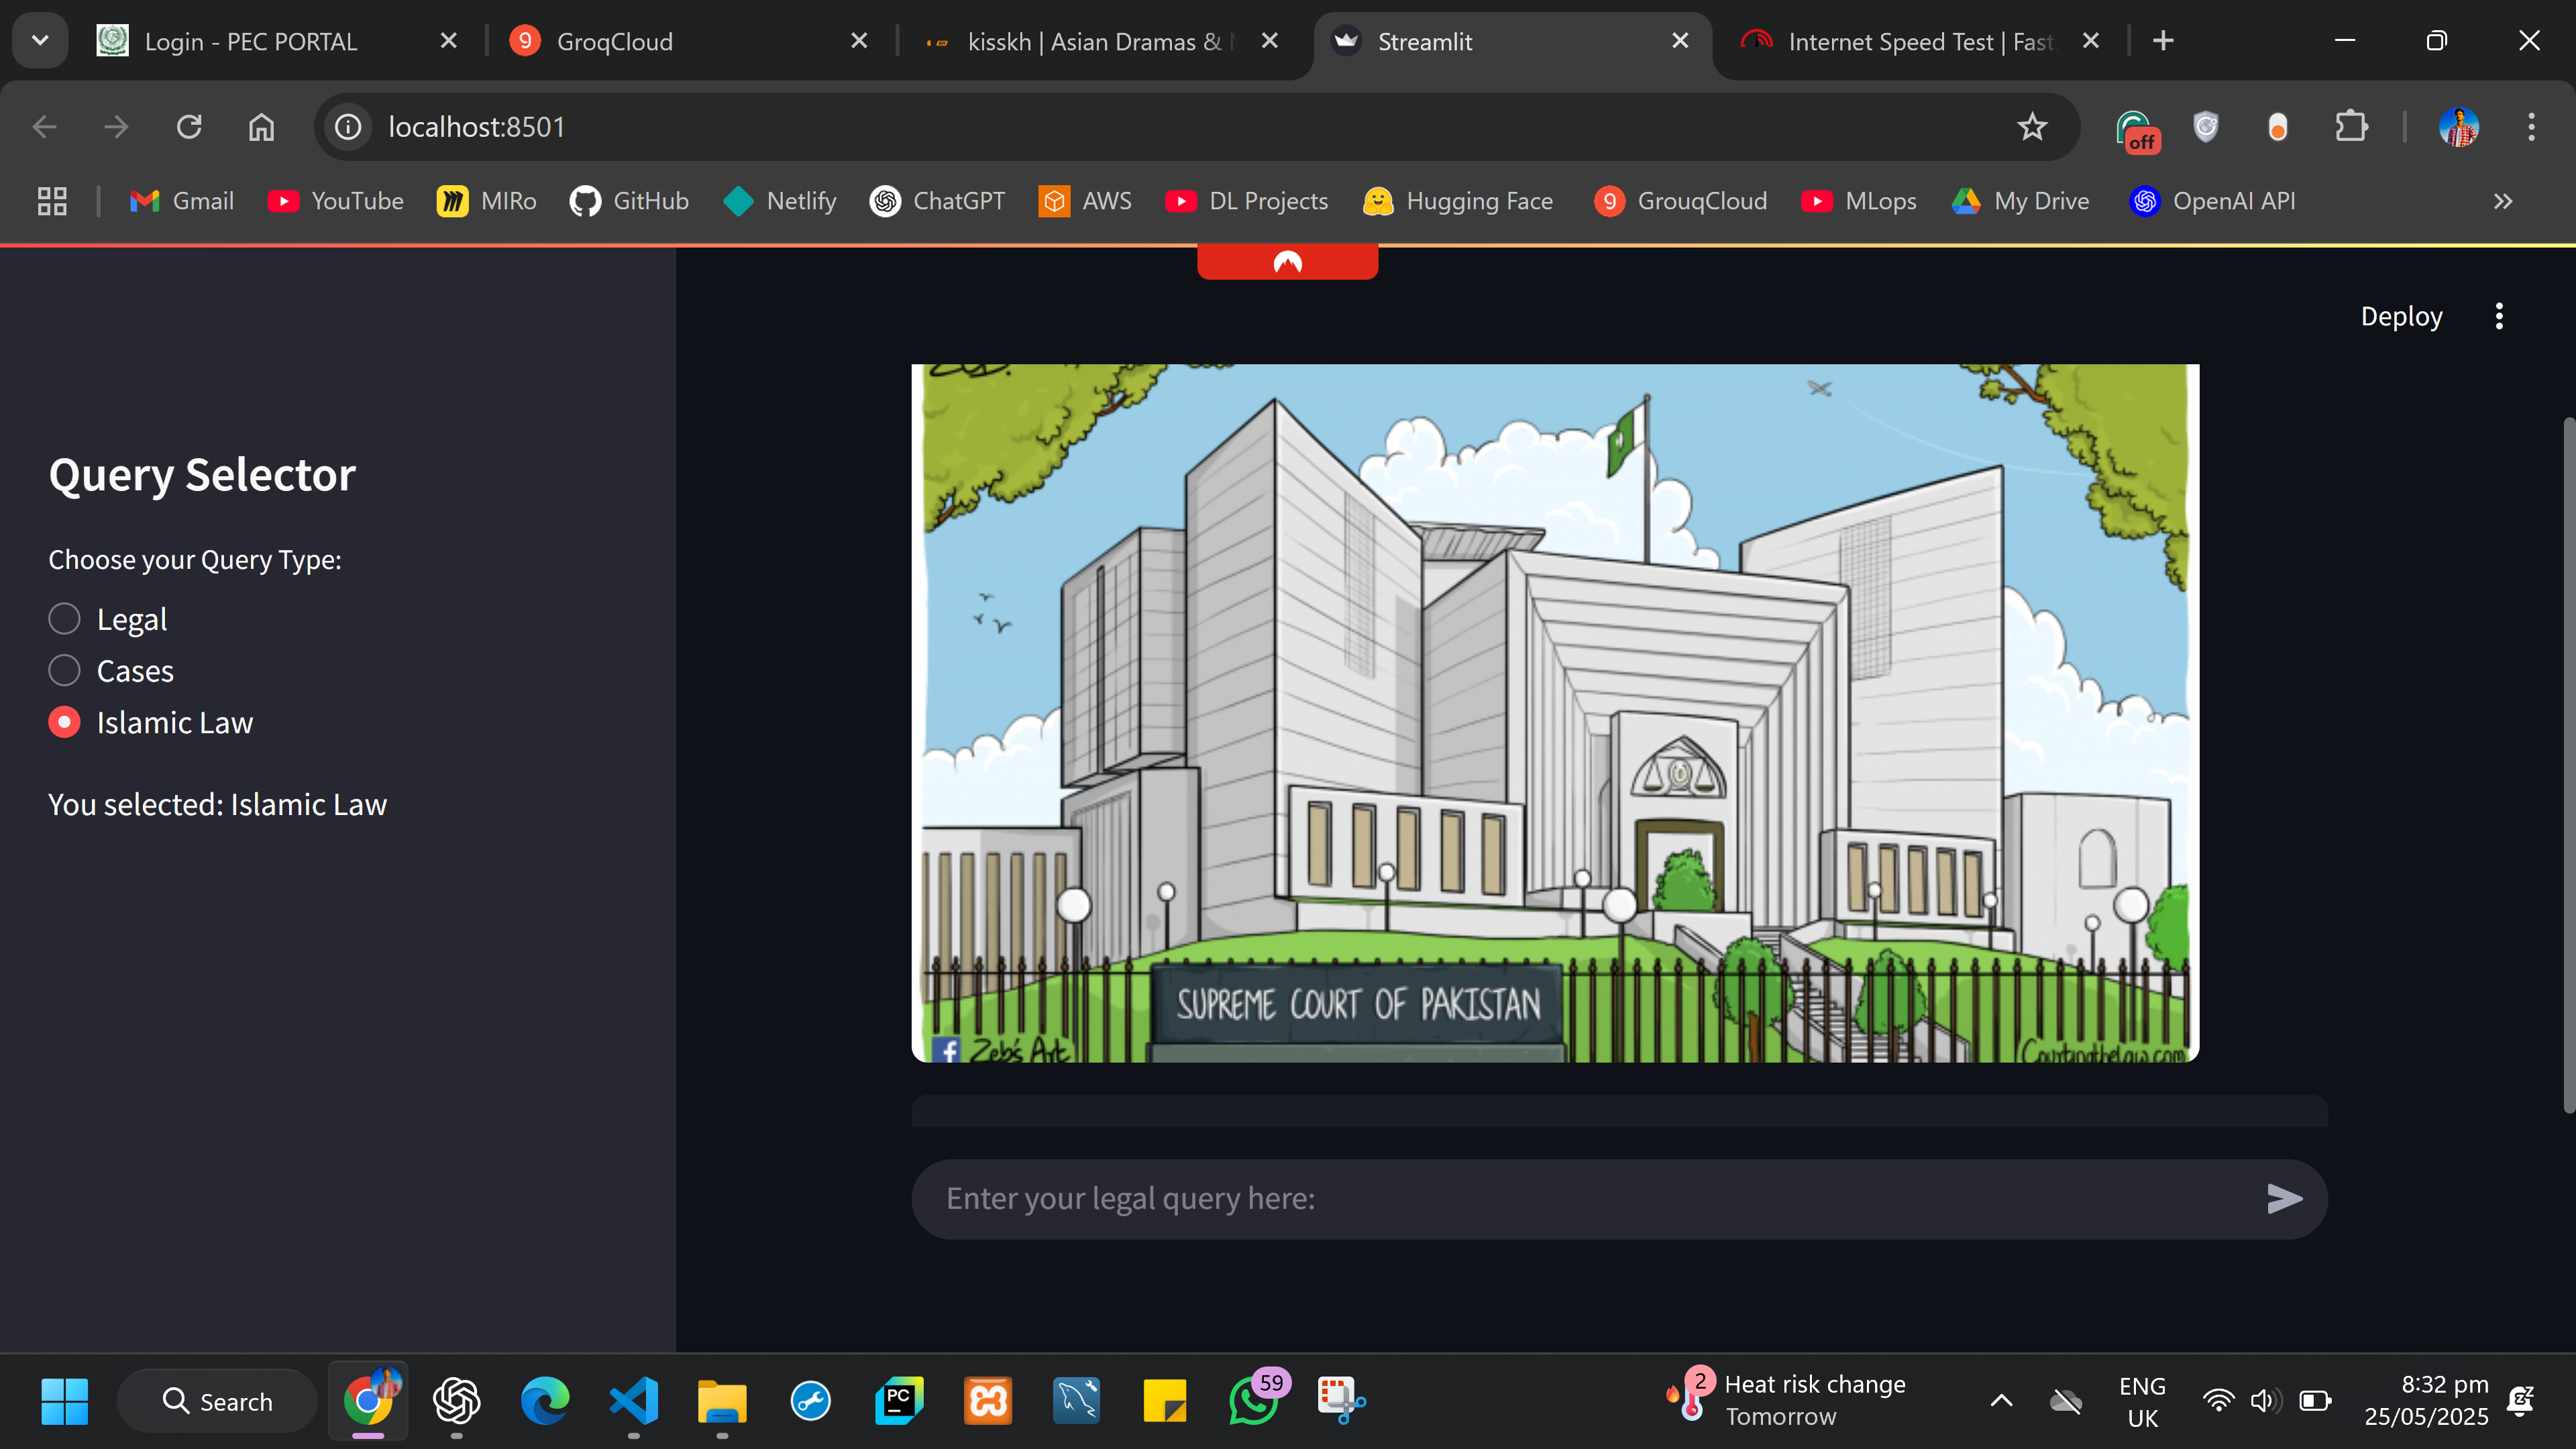 Login - PEC PORTAL
GroqCloud
kisskh | Asian Dramas &
Streamlit
Internet Speed Test | Fast
localhost:8501
off
Gmail
YouTube
MIRo
GitHub
Netlify
ChatGPT
AWS
DL Projects
Hugging Face
GrouqCloud
MLops
My Drive
OpenAI API
Deploy
Query Selector
Choose your Query Type:
Legal
Cases
Islamic Law
You selected: Islamic Law
SUPREME COURT OF PAKISTAN
Zeb's Art
Courtingthelaw.com
Enter your legal query here:
Search
PC
59
2
Heat risk change
Tomorrow
ENG
UK
8:32 pm
25/05/2025